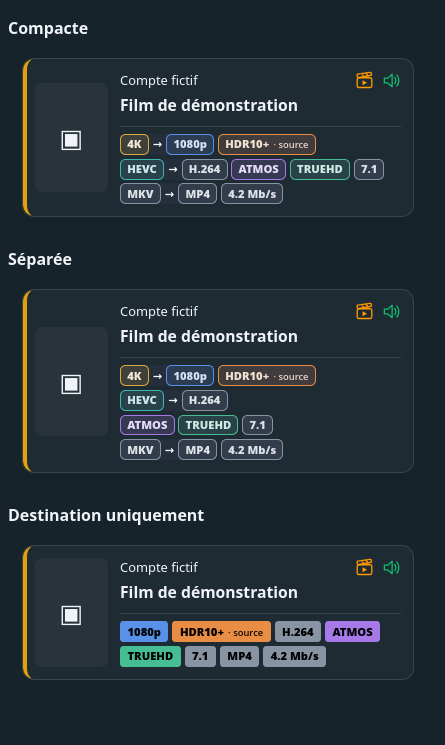 Compacte
Compte fictif
Film de démonstration
4K → 1080p HDR10+ · source
HEVC → H.264 ATMOS TRUEHD 7.1
MKV → MP4 4.2 Mb/s
Séparée
Compte fictif
Film de démonstration
4K → 1080p HDR10+ · source
HEVC → H.264
ATMOS TRUEHD 7.1
MKV → MP4 4.2 Mb/s
Destination uniquement
Compte fictif
Film de démonstration
1080p HDR10+ · source H.264 ATMOS
TRUEHD 7.1 MP4 4.2 Mb/s